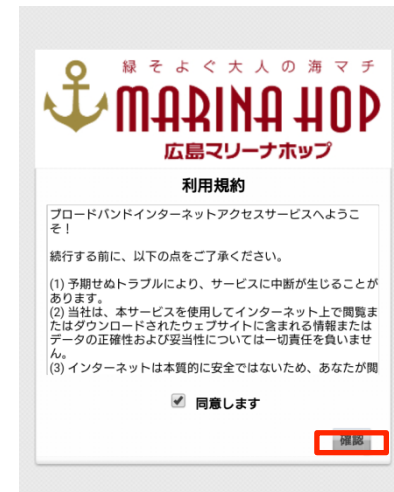 緑そよぐ大人の海マチ
MARINA HOP
広島マリーナホップ
利用規約
ブロードバンドインターネットアクセスサービスへようこ
そ！
続行する前に、以下の点をご了承ください。
(1) 予期せぬトラブルにより、サービスに中断が生じることが
あります。
(2) 当社は、本サービスを使用してインターネット上で閲覧ま
たはダウンロードされたウェブサイトに含まれる情報または
データの正確性および妥当性については一切責任を負いませ
ん。
(3) インターネットは本質的に安全ではないため、あなたが閲
同意します
確認